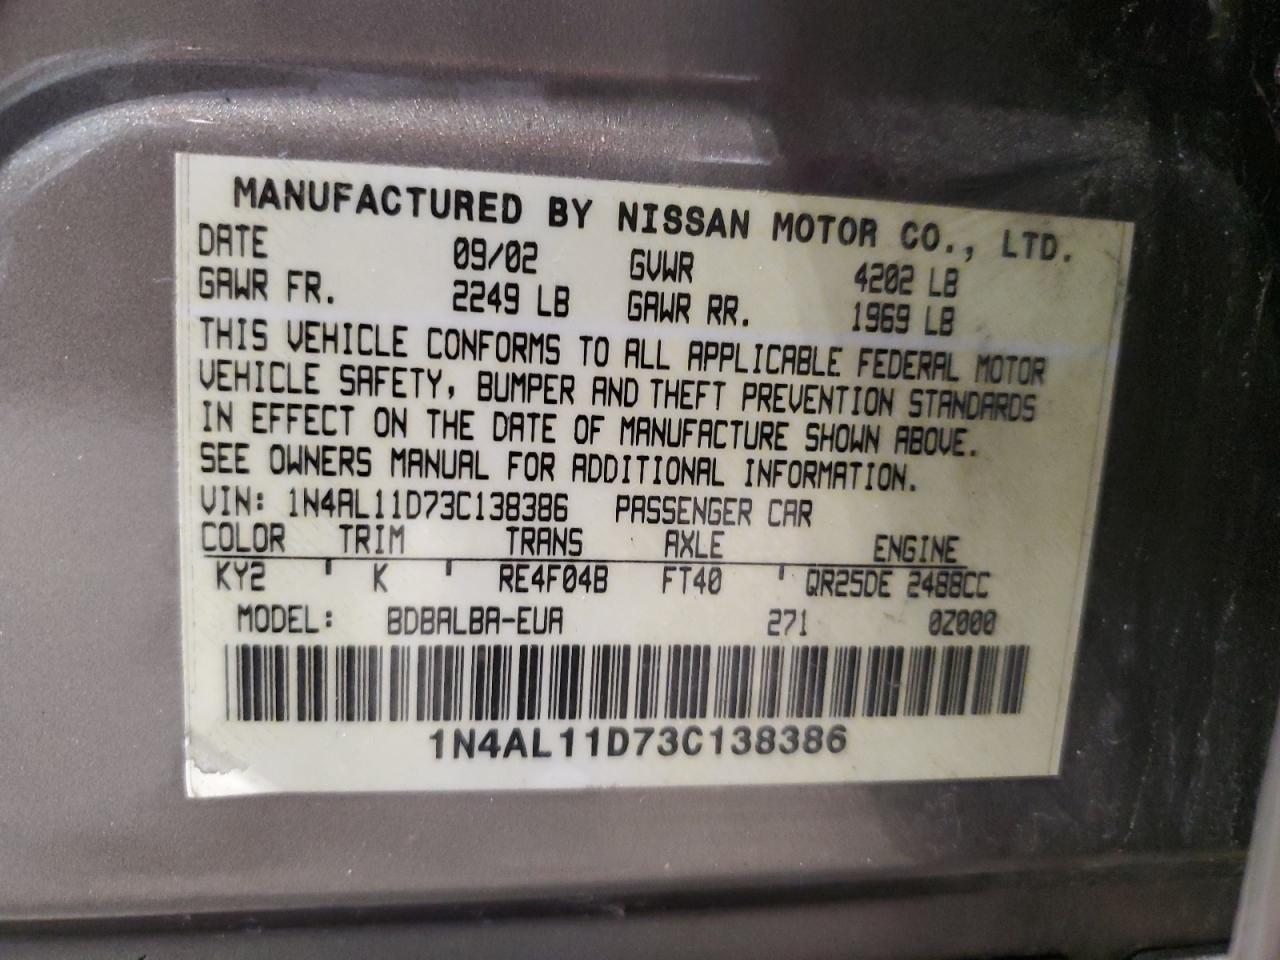 MANUFACTURED BY NISSAN MOTOR CO., LTD.
DATE 09/02 GVWR 4202 LB
GAWR FR. 2249 LB GAWR RR. 1969 LB
THIS VEHICLE CONFORMS TO ALL APPLICABLE FEDERAL MOTOR
VEHICLE SAFETY, BUMPER AND THEFT PREVENTION STANDARDS
IN EFFECT ON THE DATE OF MANUFACTURE SHOWN ABOVE.
SEE OWNERS MANUAL FOR ADDITIONAL INFORMATION.
VIN: 1N4AL11D73C138386 PASSENGER CAR
COLOR TRIM TRANS AXLE ENGINE
KY2 K RE4F04B FT40 QR25DE 2488CC
MODEL: BDBALBA-EUA 271 0Z000
1N4AL11D73C138386